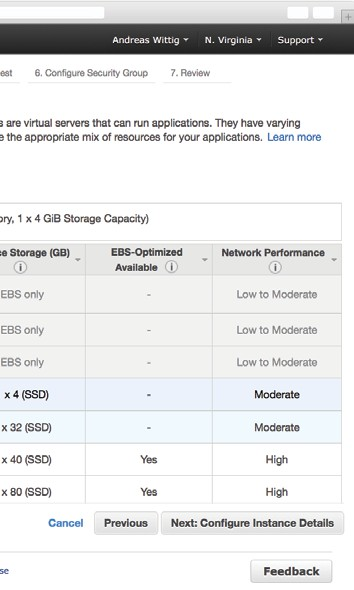 Andreas Wittig N. Virginia Support
est 6. Configure Security Group 7. Review
s are virtual servers that can run applications. They have varying
e the appropriate mix of resources for your applications. Learn more
ory, 1 x 4 GiB Storage Capacity)
ce Storage (GB) EBS-Optimized Available Network Performance
EBS only - Low to Moderate
EBS only - Low to Moderate
EBS only - Low to Moderate
x 4 (SSD) - Moderate
x 32 (SSD) - Moderate
x 40 (SSD) Yes High
x 80 (SSD) Yes High
Cancel Previous Next: Configure Instance Details
se Feedback